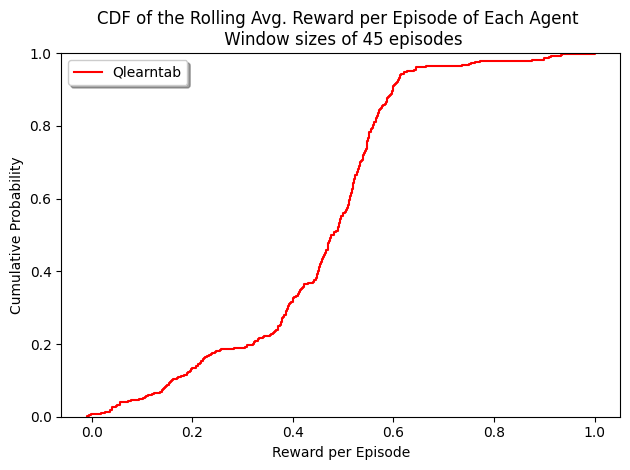 CDF of the Rolling Avg. Reward per Episode of Each Agent
Window sizes of 45 episodes
Qlearntab
Cumulative Probability
1.0
0.8
0.6
0.4
0.2
0.0
0.0 0.2 0.4 0.6 0.8 1.0
Reward per Episode